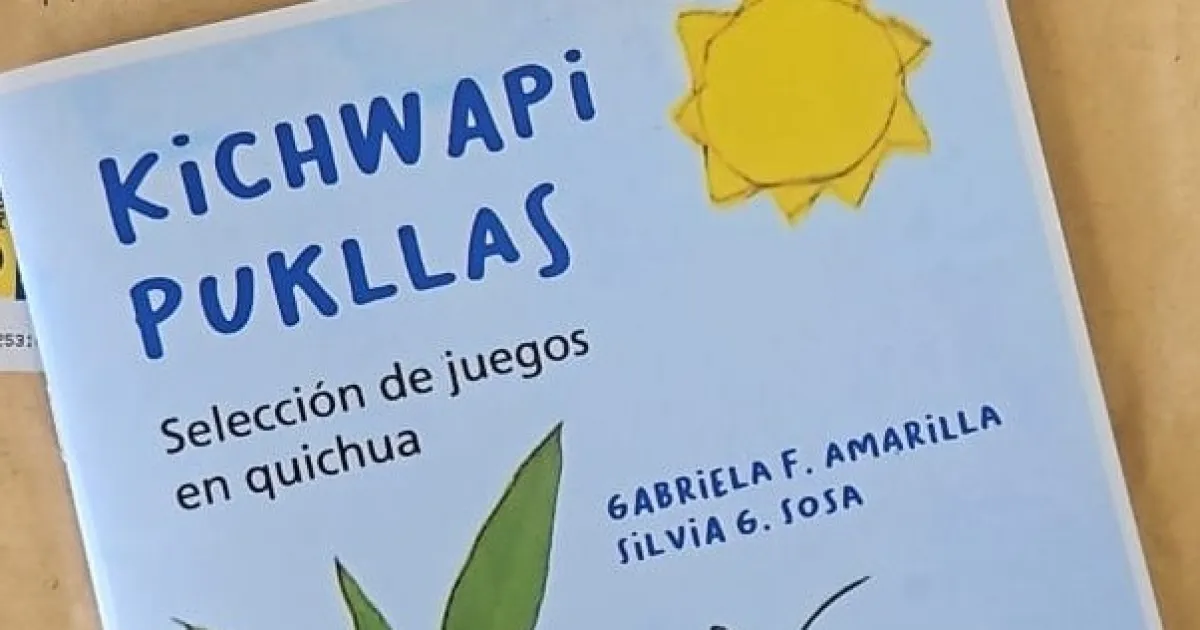 KiCHWAPi
PUKLLAS
Selección de juegos
en quichua
GABRiELA F. AMARiLLA
SiLViA G. SOSA